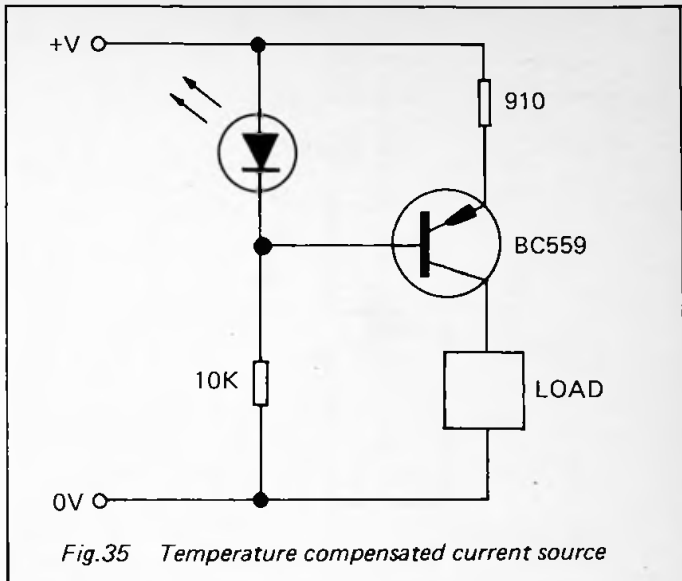 +V
910
BC559
10K
LOAD
0V
Fig.35 Temperature compensated current source